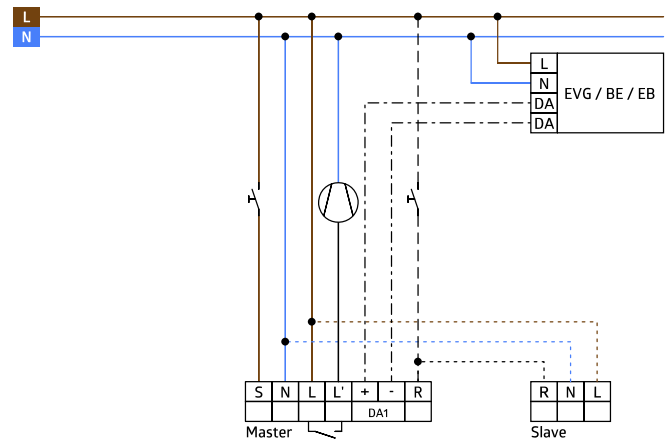 L
N
L
N EVG / BE / EB
DA
DA
S N L L' + - R
DA1
R N L
Master
Slave